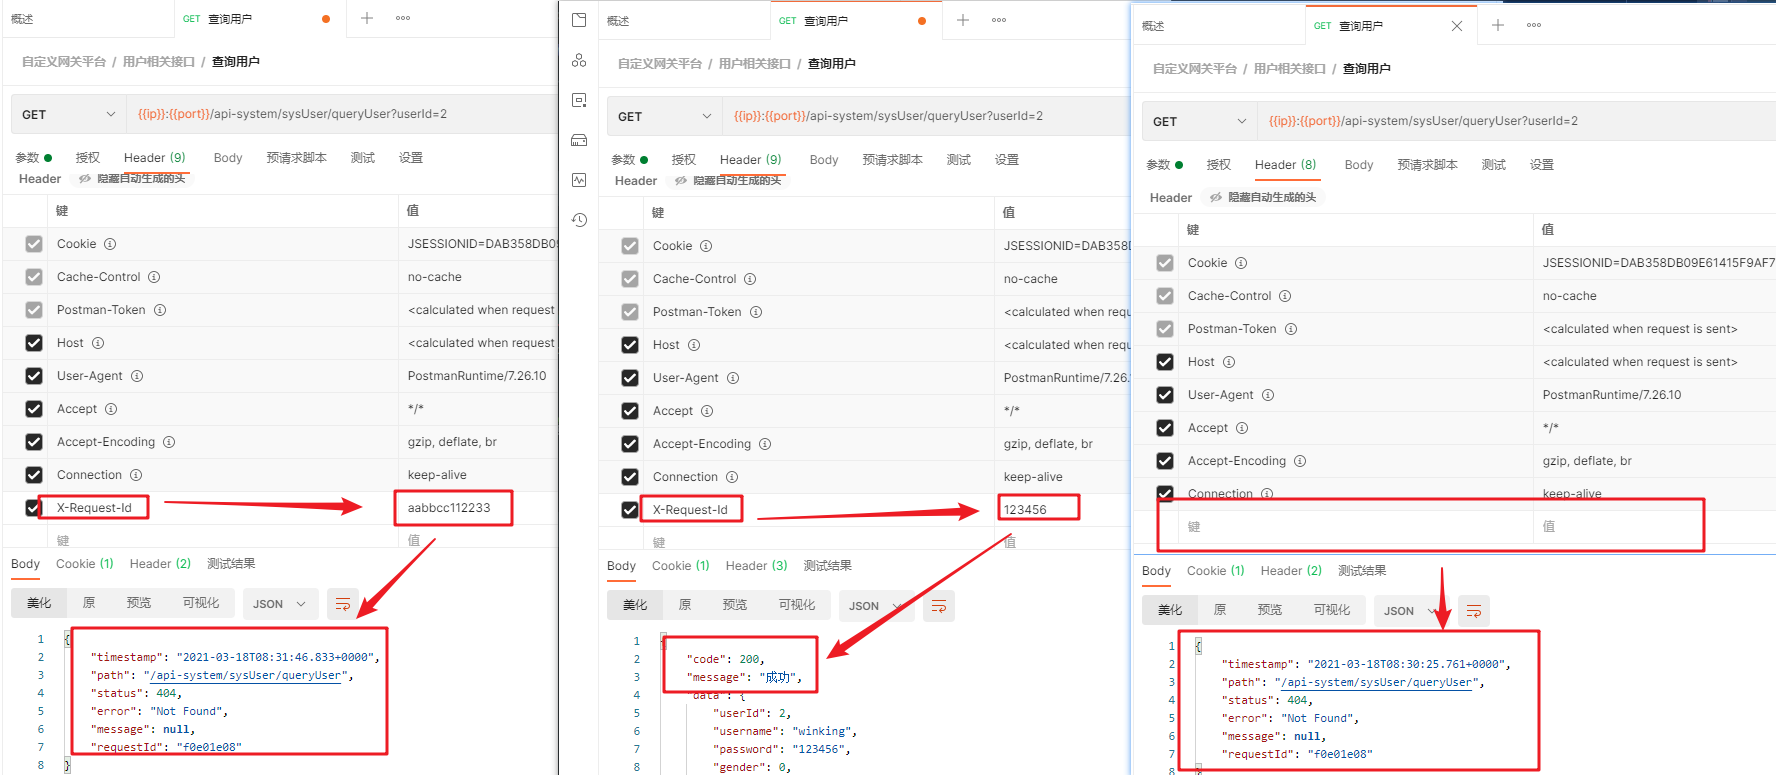 概述
GET 查询用户
自定义网关平台 / 用户相关接口 / 查询用户
GET
{{ip}}:{{port}}/api-system/sysUser/queryUser?userId=2
参数 授权 Header (9) Body 预请求脚本 测试 设置
Header 隐藏自动生成的头
键 值
Cookie JSESSIONID=DAB358DB09
Cache-Control no-cache
Postman-Token <calculated when request
Host <calculated when request
User-Agent PostmanRuntime/7.26.10
Accept */*
Accept-Encoding gzip, deflate, br
Connection keep-alive
X-Request-Id aabbcc112233
键 值
Body Cookie (1) Header (2) 测试结果
美化 原 预览 可视化 JSON
1 {
2 "timestamp": "2021-03-18T08:31:46.833+0000",
3 "path": "/api-system/sysUser/queryUser",
4 "status": 404,
5 "error": "Not Found",
6 "message": null,
7 "requestId": "f0e01e08"
8 }
概述
GET 查询用户
自定义网关平台 / 用户相关接口 / 查询用户
GET
{{ip}}:{{port}}/api-system/sysUser/queryUser?userId=2
参数 授权 Header (9) Body 预请求脚本 测试 设置
Header 隐藏自动生成的头
键 值
Cookie JSESSIONID=DAB358D
Cache-Control no-cache
Postman-Token <calculated when requ
Host <calculated when requ
User-Agent PostmanRuntime/7.26.
Accept */*
Accept-Encoding gzip, deflate, br
Connection keep-alive
X-Request-Id 123456
键 值
Body Cookie (1) Header (3) 测试结果
美化 原 预览 可视化 JSON
1 {
2 "code": 200,
3 "message": "成功",
4 "data": {
5 "userId": 2,
6 "username": "winking",
7 "password": "123456",
8 "gender": 0,
概述
GET 查询用户
自定义网关平台 / 用户相关接口 / 查询用户
GET
{{ip}}:{{port}}/api-system/sysUser/queryUser?userId=2
参数 授权 Header (8) Body 预请求脚本 测试 设置
Header 隐藏自动生成的头
键 值
Cookie JSESSIONID=DAB358DB09E61415F9AF7
Cache-Control no-cache
Postman-Token <calculated when request is sent>
Host <calculated when request is sent>
User-Agent PostmanRuntime/7.26.10
Accept */*
Accept-Encoding gzip, deflate, br
Connection keep-alive
键 值
Body Cookie (1) Header (2) 测试结果
美化 原 预览 可视化 JSON
1 {
2 "timestamp": "2021-03-18T08:30:25.761+0000",
3 "path": "/api-system/sysUser/queryUser",
4 "status": 404,
5 "error": "Not Found",
6 "message": null,
7 "requestId": "f0e01e08"
8 }